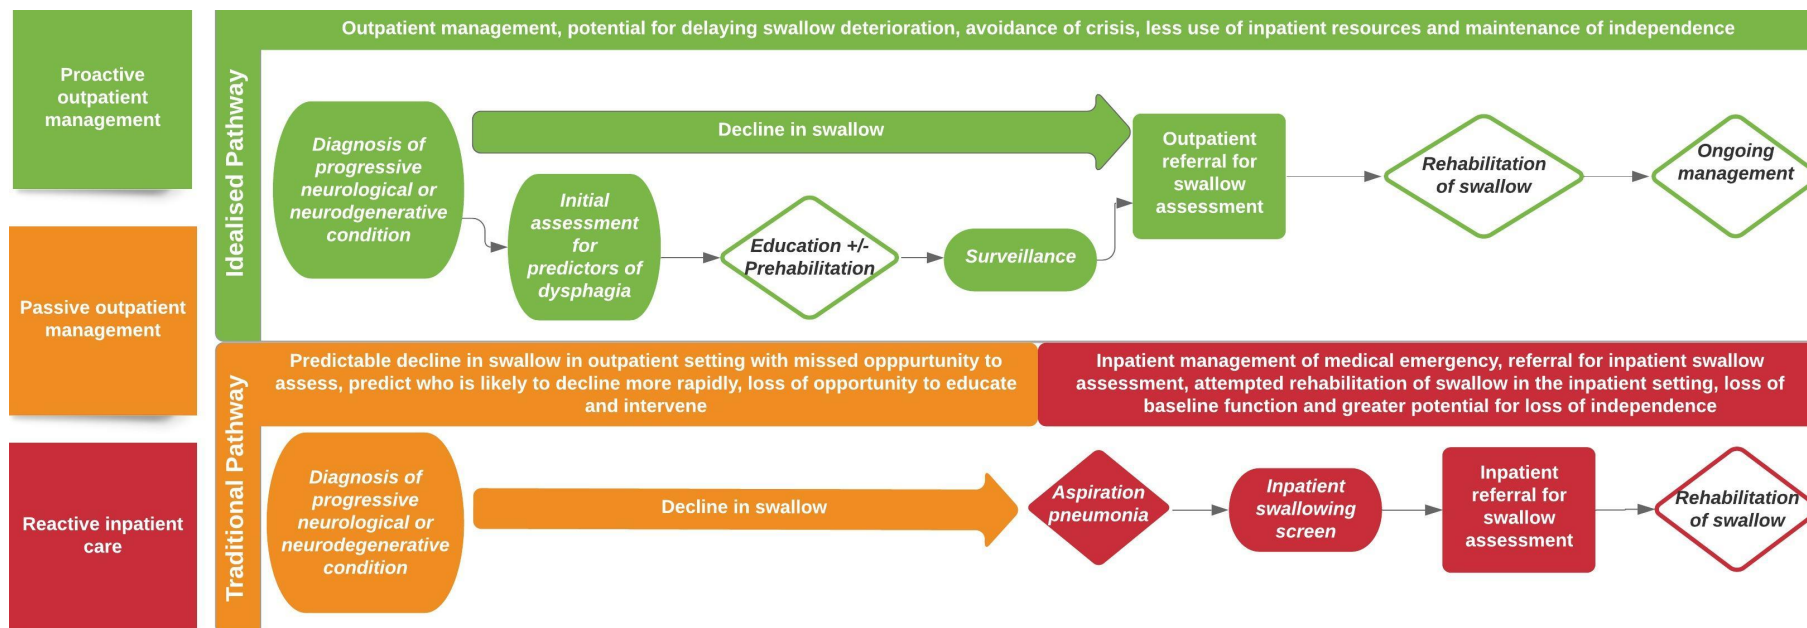 Proactive
outpatient
management
Passive outpatient
management
Reactive inpatient
care
Idealised Pathway
Outpatient management, potential for delaying swallow deterioration, avoidance of crisis, less use of inpatient resources and maintenance of independence
Diagnosis of
progressive
neurological or
neurodgenerative
condition
Decline in swallow
Initial
assessment
for
predictors of
dysphagia
Education +/-
Prehabilitation
Surveillance
Outpatient
referral for
swallow
assessment
Rehabilitation
of swallow
Ongoing
management
Traditional Pathway
Predictable decline in swallow in outpatient setting with missed opppurtunity to
assess, predict who is likely to decline more rapidly, loss of opportunity to educate
and intervene
Inpatient management of medical emergency, referral for inpatient swallow
assessment, attempted rehabilitation of swallow in the inpatient setting, loss of
baseline function and greater potential for loss of independence
Diagnosis of
progressive
neurological or
neurodegenerative
condition
Decline in swallow
Aspiration
pneumonia
Inpatient
swallowing
screen
Inpatient
referral for
swallow
assessment
Rehabilitation
of swallow